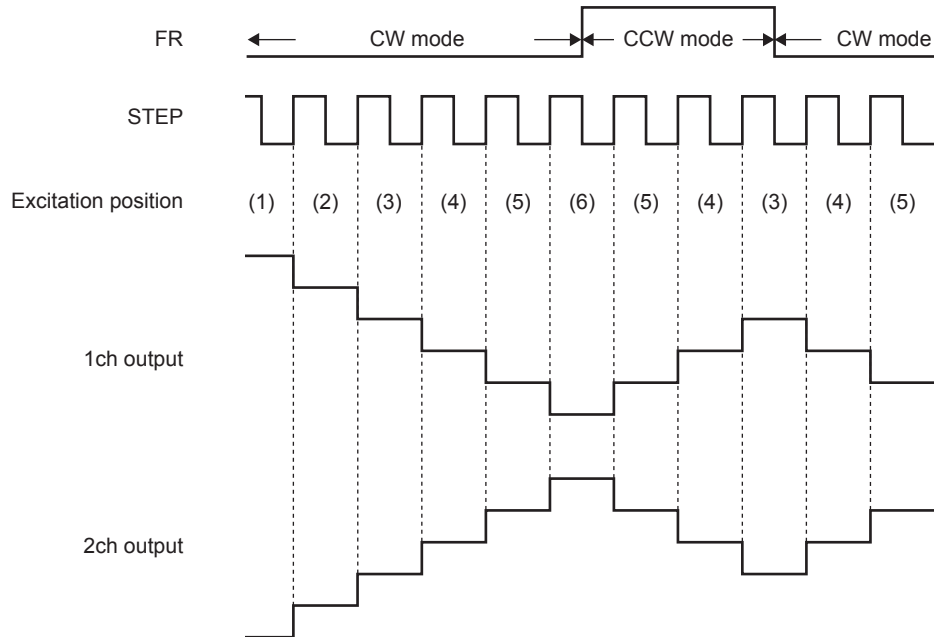 FR CW mode CCW mode CW mode
STEP
Excitation position (1) (2) (3) (4) (5) (6) (5) (4) (3) (4) (5)
1ch output
2ch output